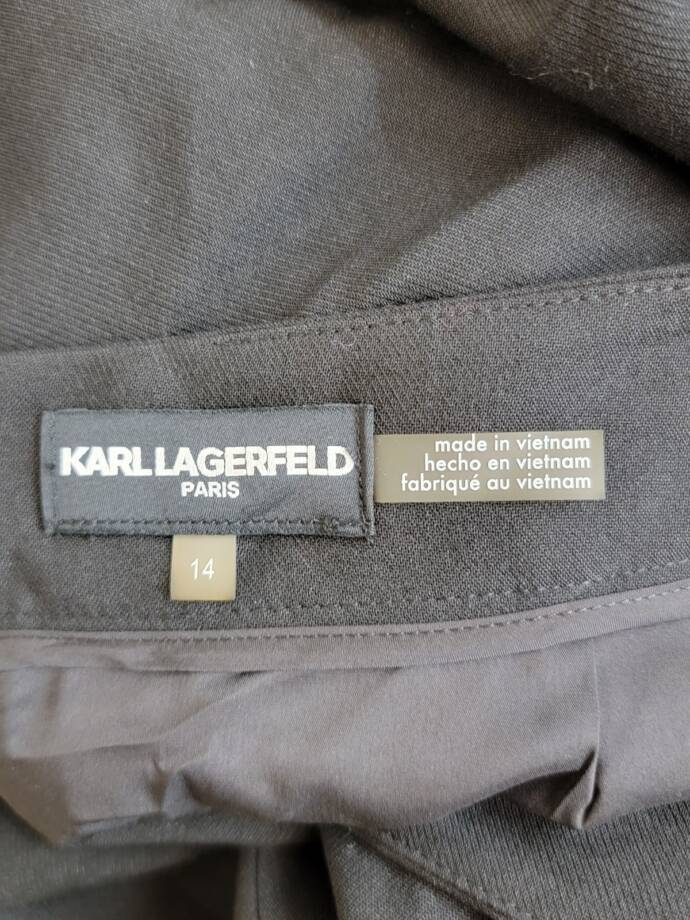 KARL LAGERFELD
PARIS
made in vietnam
hecho en vietnam
fabriqué au vietnam
14